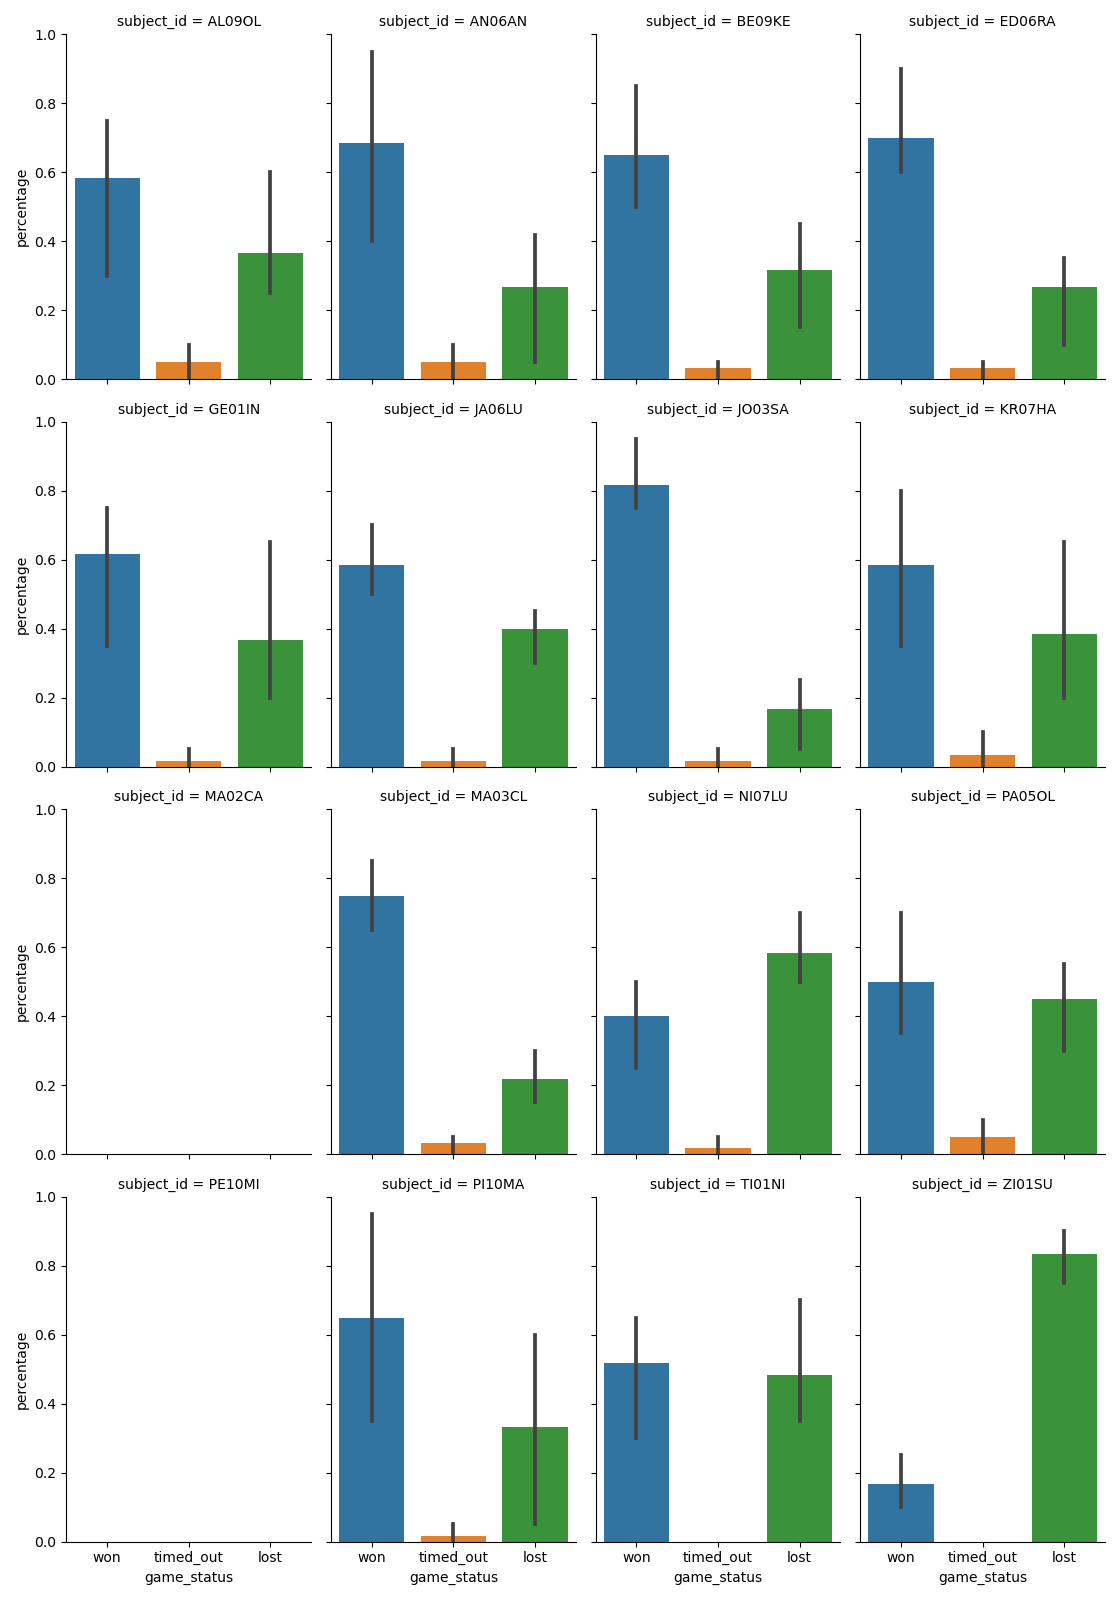 subject_id = AL09OL
subject_id = AN06AN
subject_id = BE09KE
subject_id = ED06RA
1.0
0.8
0.6
0.4
0.2
0.0
percentage
subject_id = GE01IN
subject_id = JA06LU
subject_id = JO03SA
subject_id = KR07HA
1.0
0.8
0.6
0.4
0.2
0.0
percentage
subject_id = MA02CA
subject_id = MA03CL
subject_id = NI07LU
subject_id = PA05OL
1.0
0.8
0.6
0.4
0.2
0.0
percentage
subject_id = PE10MI
subject_id = PI10MA
subject_id = TI01NI
subject_id = ZI01SU
1.0
0.8
0.6
0.4
0.2
0.0
percentage
won timed_out lost
game_status
won timed_out lost
game_status
won timed_out lost
game_status
won timed_out lost
game_status